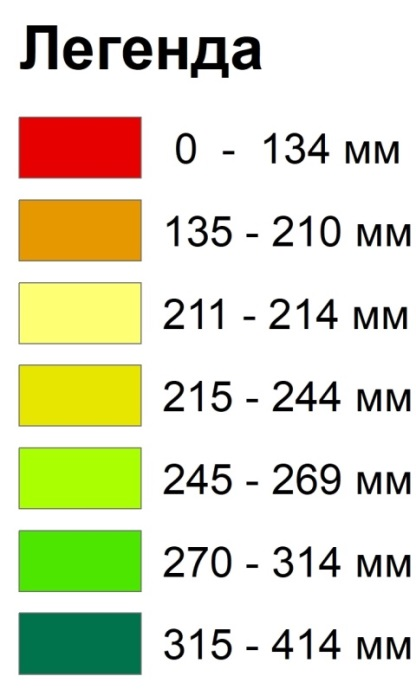 Легенда
0 - 134 мм
135 - 210 мм
211 - 214 мм
215 - 244 мм
245 - 269 мм
270 - 314 мм
315 - 414 мм